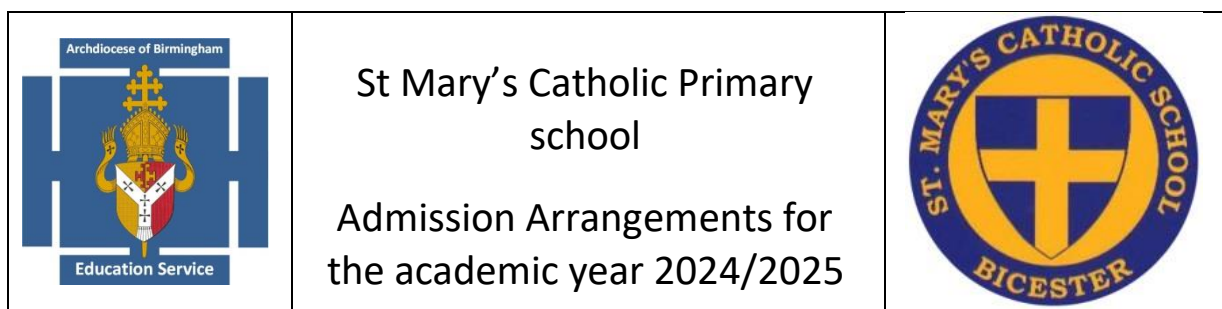 Archdiocese of Birmingham
Education Service
St Mary’s Catholic Primary
school
Admission Arrangements for
the academic year 2024/2025
ST. MARY'S CATHOLIC SCHOOL
BICESTER